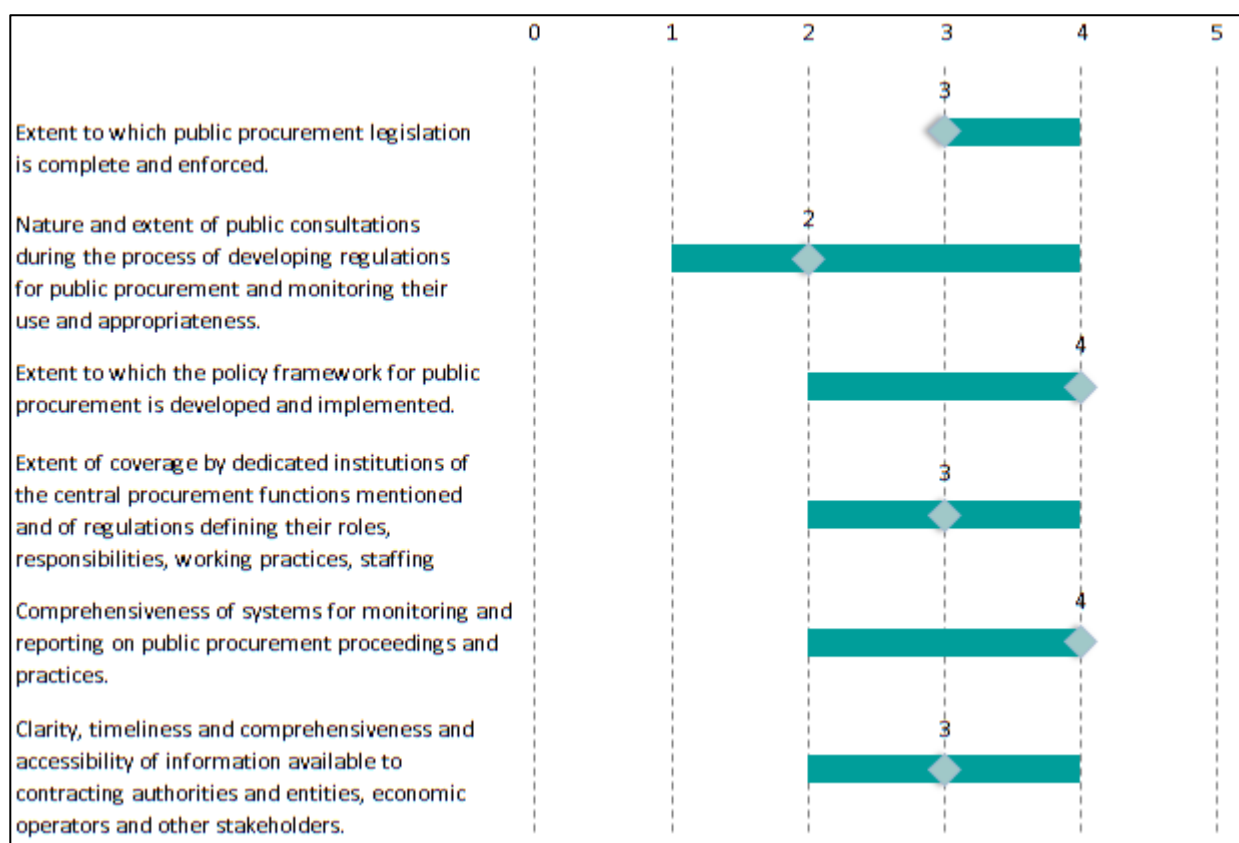 0 1 2 3 4 5
3
Extent to which public procurement legislation
is complete and enforced.
2
Nature and extent of public consultations
during the process of developing regulations
for public procurement and monitoring their
use and appropriateness.
4
Extent to which the policy framework for public
procurement is developed and implemented.
3
Extent of coverage by dedicated institutions of
the central procurement functions mentioned
and of regulations defining their roles,
responsibilities, working practices, staffing
4
Comprehensiveness of systems for monitoring and
reporting on public procurement proceedings and
practices.
3
Clarity, timeliness and comprehensiveness and
accessibility of information available to
contracting authorities and entities, economic
operators and other stakeholders.